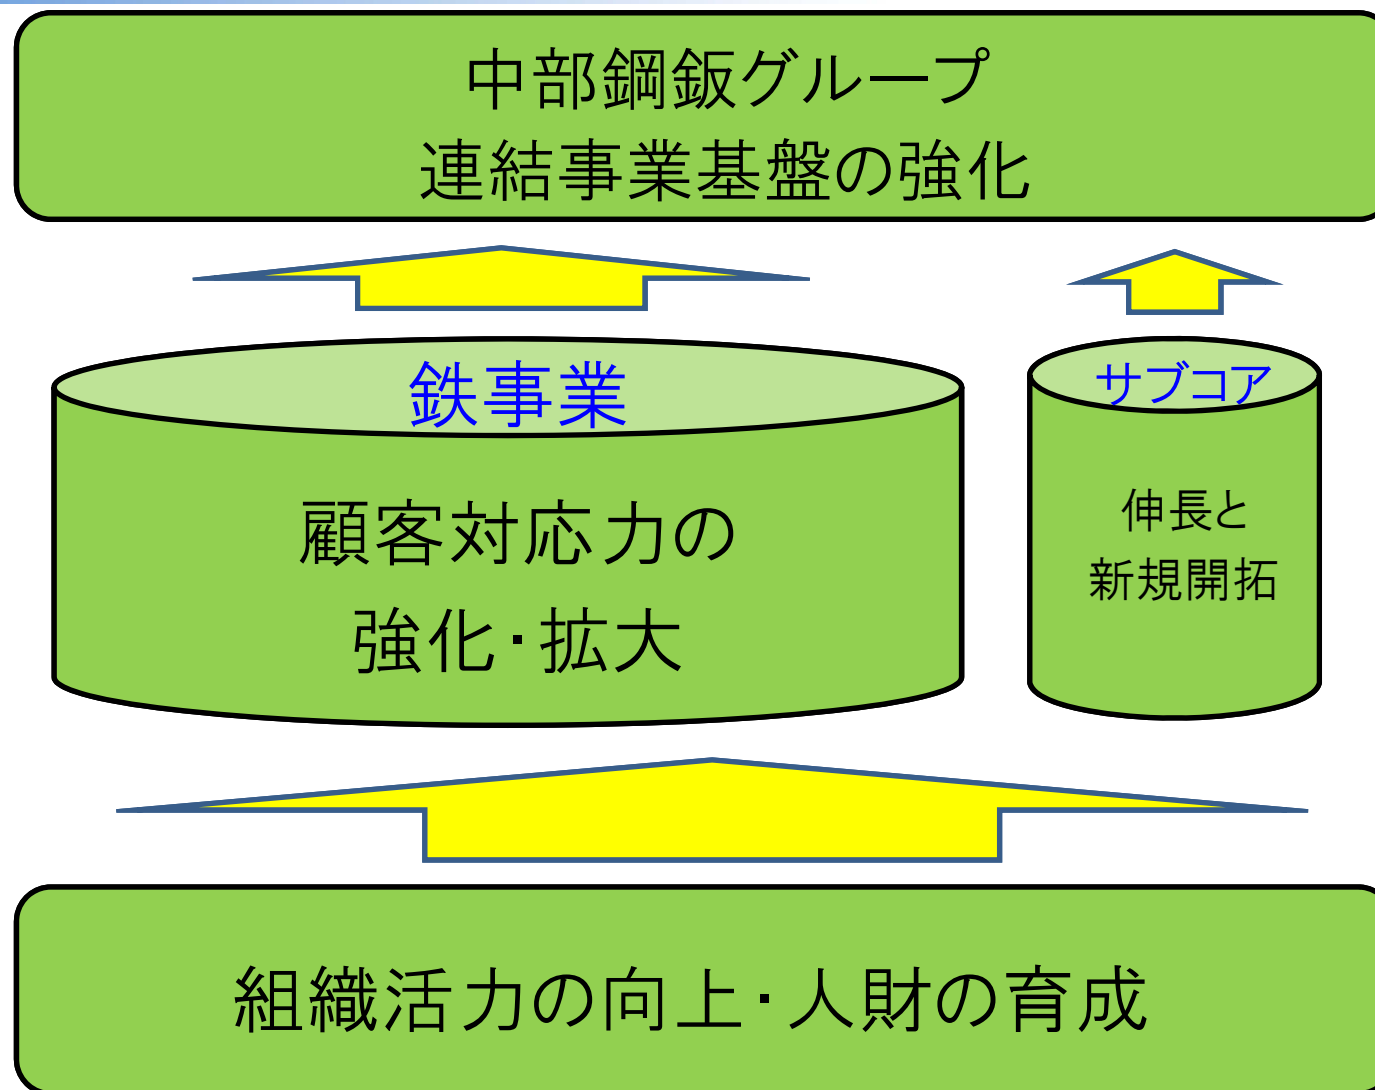 中部鋼鈑グループ
連結事業基盤の強化
鉄事業
顧客対応力の
強化・拡大
サブコア
伸長と
新規開拓
組織活力の向上・人財の育成